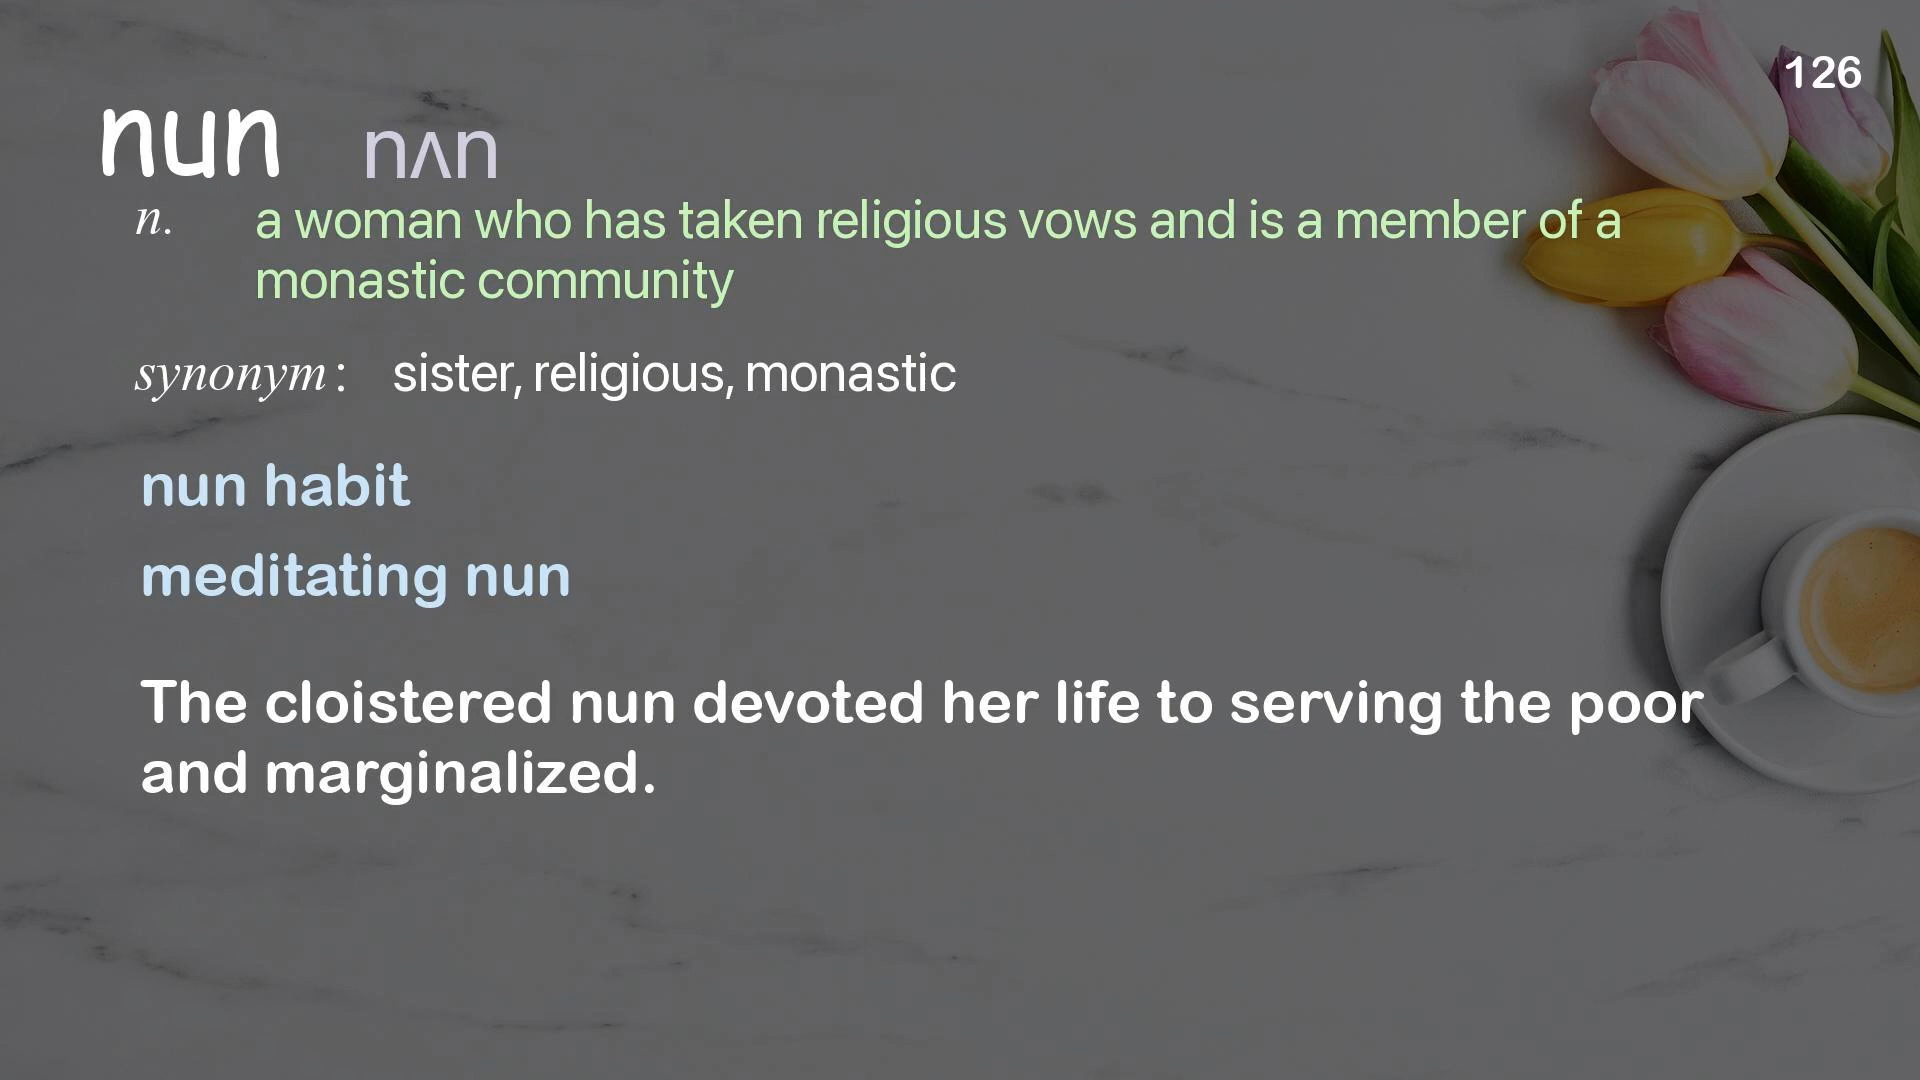 126
nun nʌn
n. a woman who has taken religious vows and is a member of a
monastic community
synonym: sister, religious, monastic
nun habit
meditating nun
The cloistered nun devoted her life to serving the poor
and marginalized.